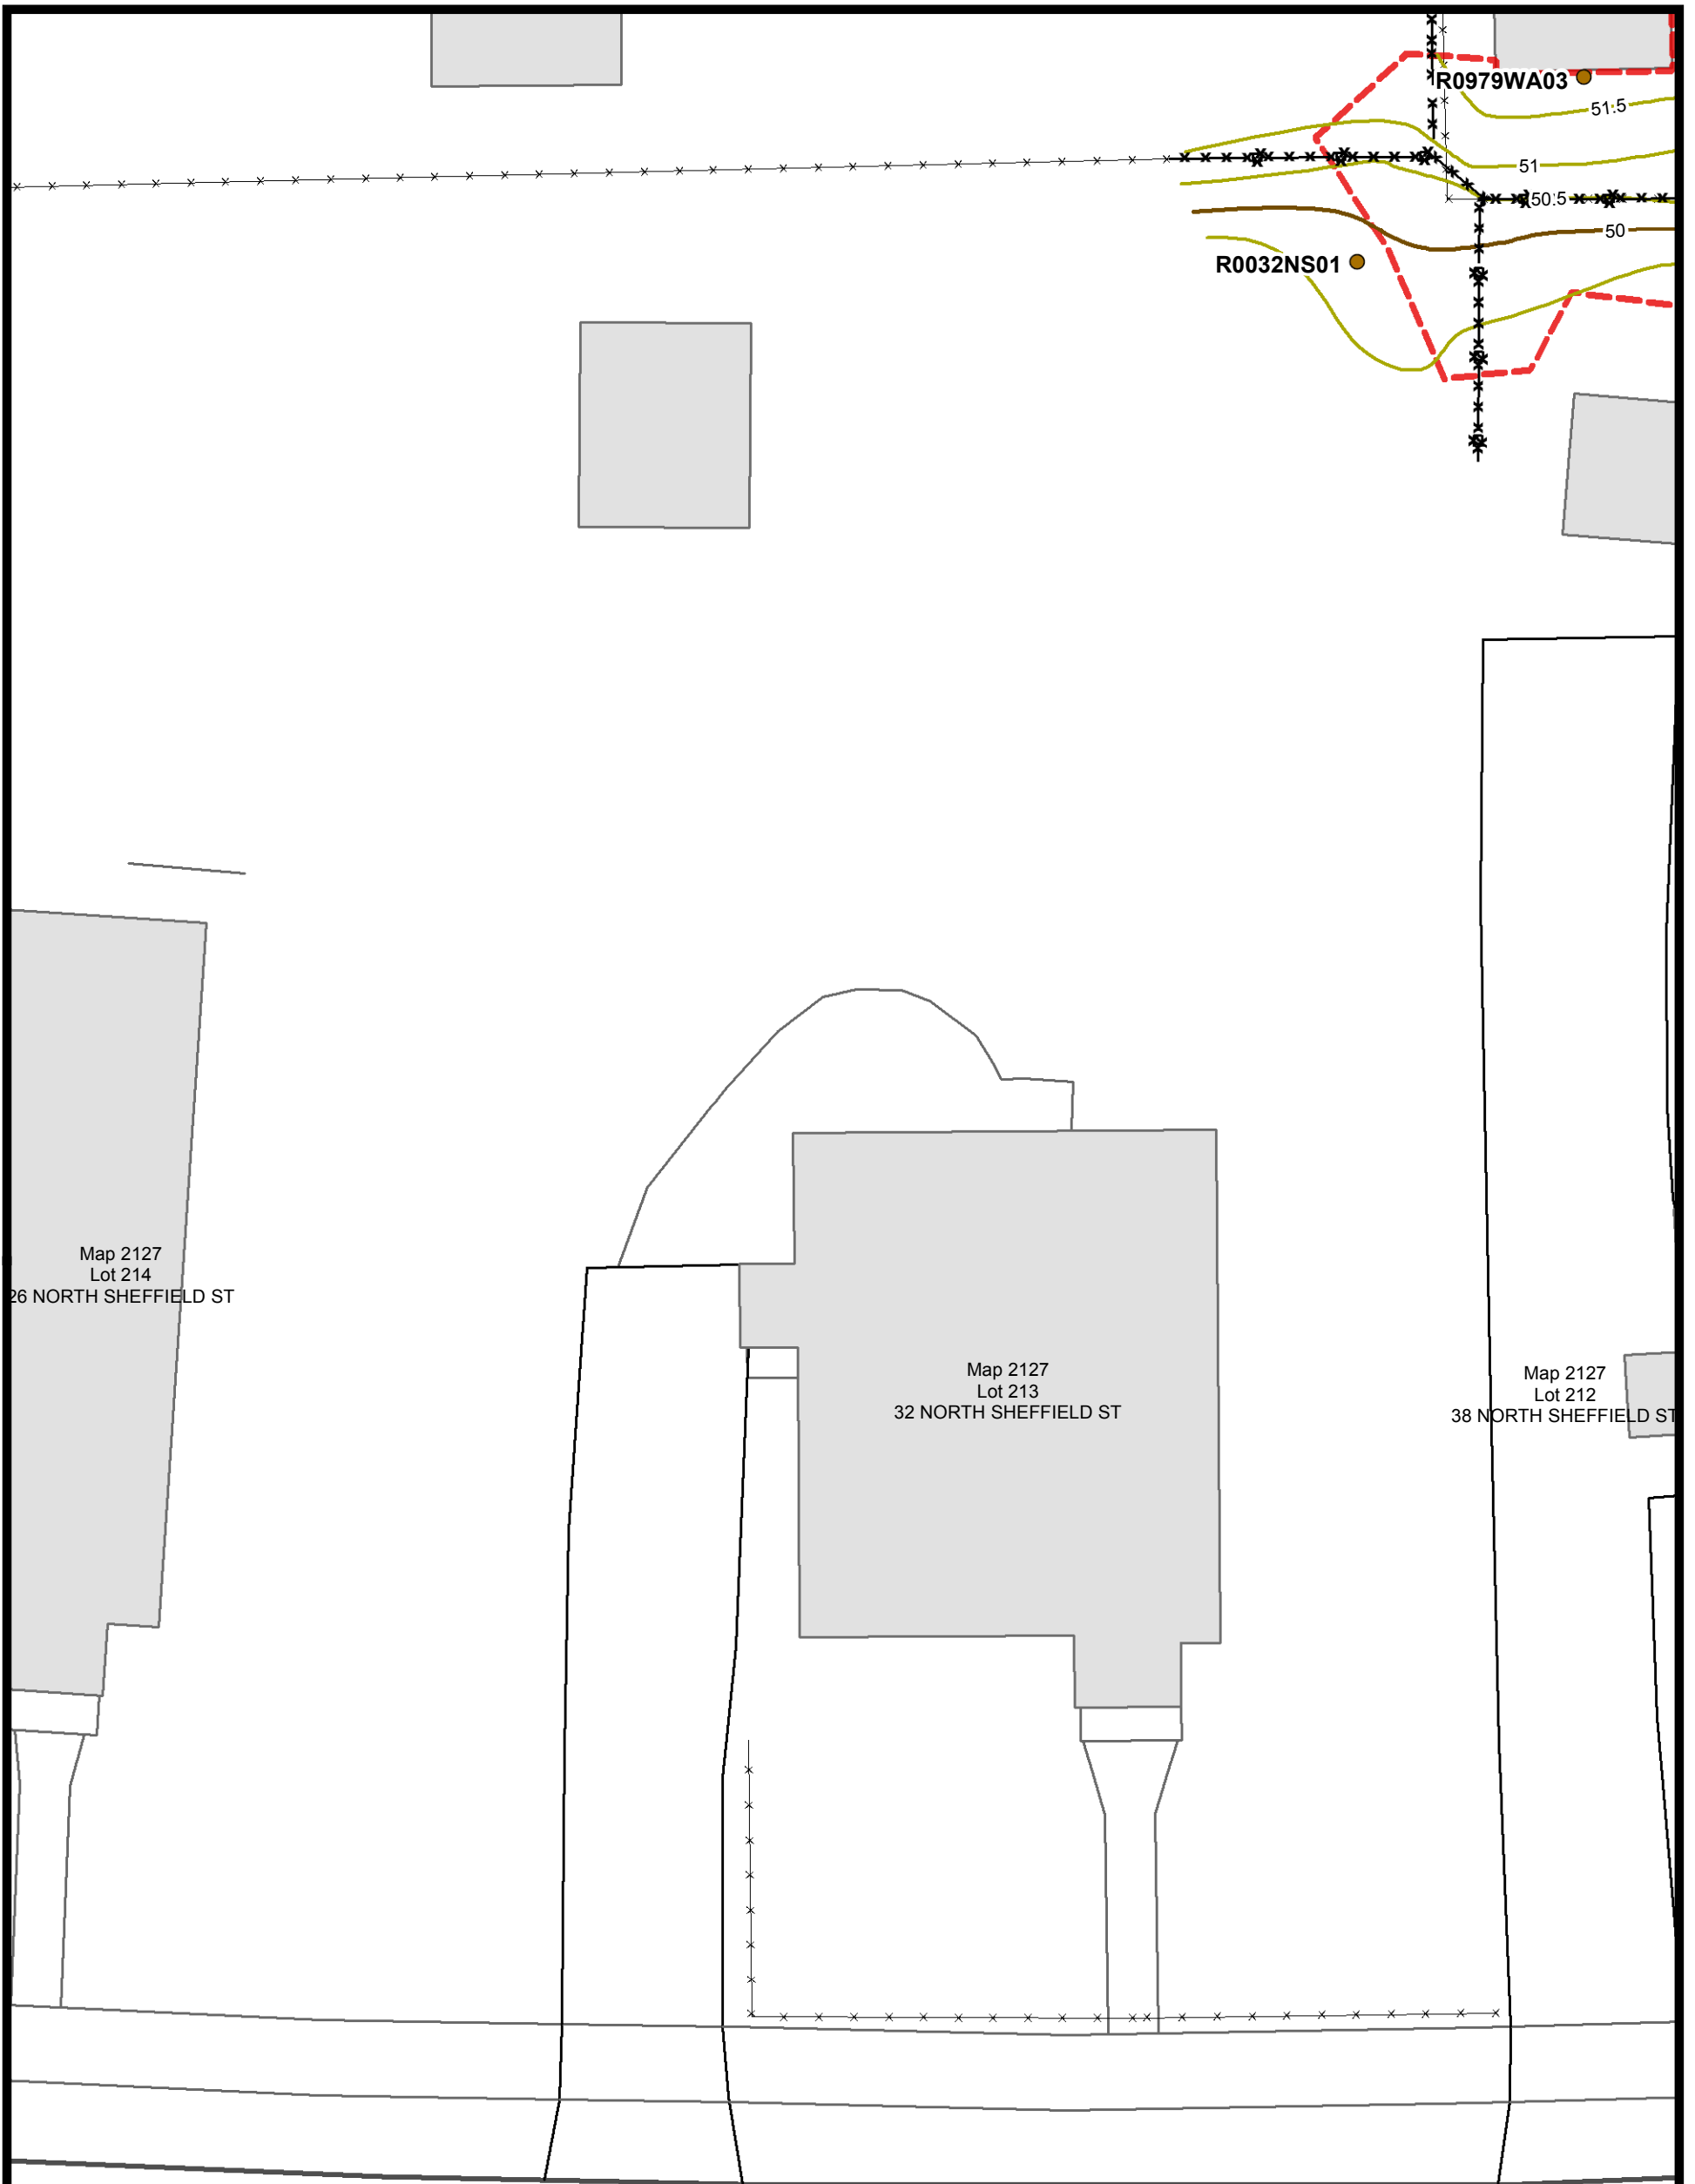 R0979WA03
51.5
51
50.5
50
R0032NS01
Map 2127
Lot 214
26 NORTH SHEFFIELD ST
Map 2127
Lot 213
32 NORTH SHEFFIELD ST
Map 2127
Lot 212
38 NORTH SHEFFIELD ST